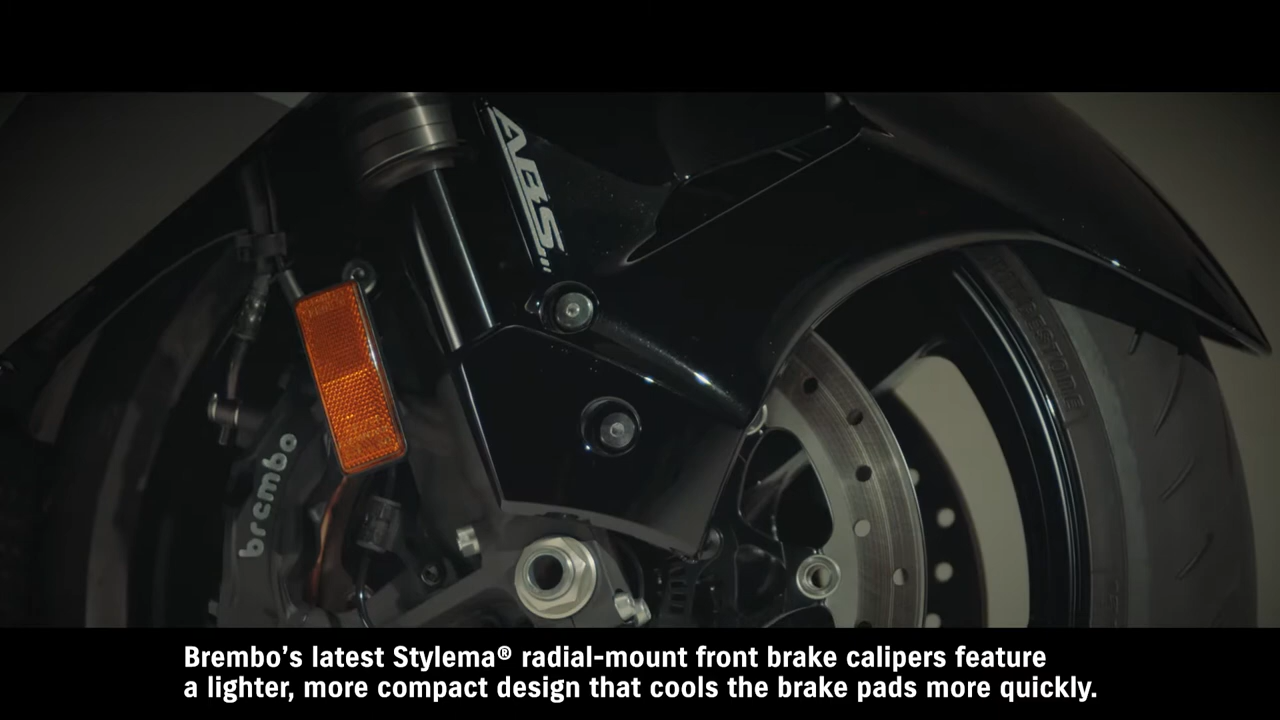 ABS
BRIDGESTONE
brembo
Brembo’s latest Stylema® radial-mount front brake calipers feature
a lighter, more compact design that cools the brake pads more quickly.